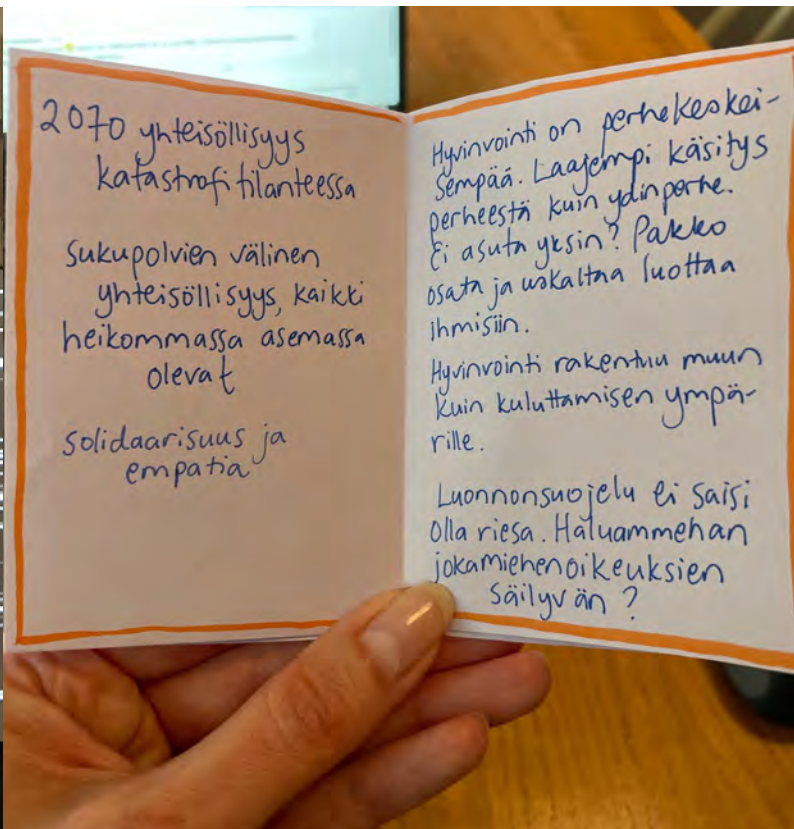 2070 yhteisöllisyys
katastrofitilanteessa
sukupolvien välinen
yhteisöllisyys, kaikki
heikommassa asemassa
olevat
solidaarisuus ja
empatia
Hyvinvointi on perhekeskei-
sempää. Laajempi käsitys
perheestä kuin ydinperhe.
Ei asuta yksin? Pakko
osata ja uskaltaa luottaa
ihmisiin.
Hyvinvointi rakentuu muun
kuin kuluttamisen ympä-
rille.
Luonnonsuojelu ei saisi
olla riesa. Haluammehan
jokamiehenoikeuksien
säilyvän?